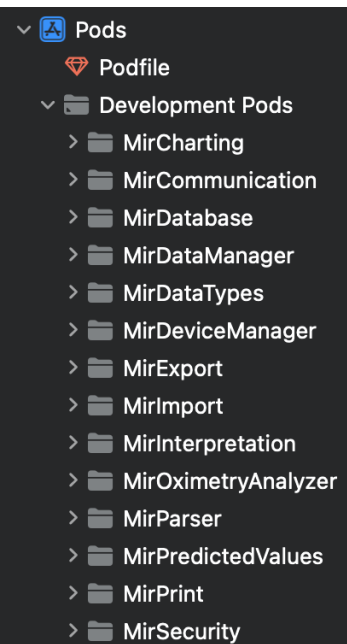 Pods
Podfile
Development Pods
MirCharting
MirCommunication
MirDatabase
MirDataManager
MirDataTypes
MirDeviceManager
MirExport
MirImport
MirInterpretation
MirOximetryAnalyzer
MirParser
MirPredictedValues
MirPrint
MirSecurity